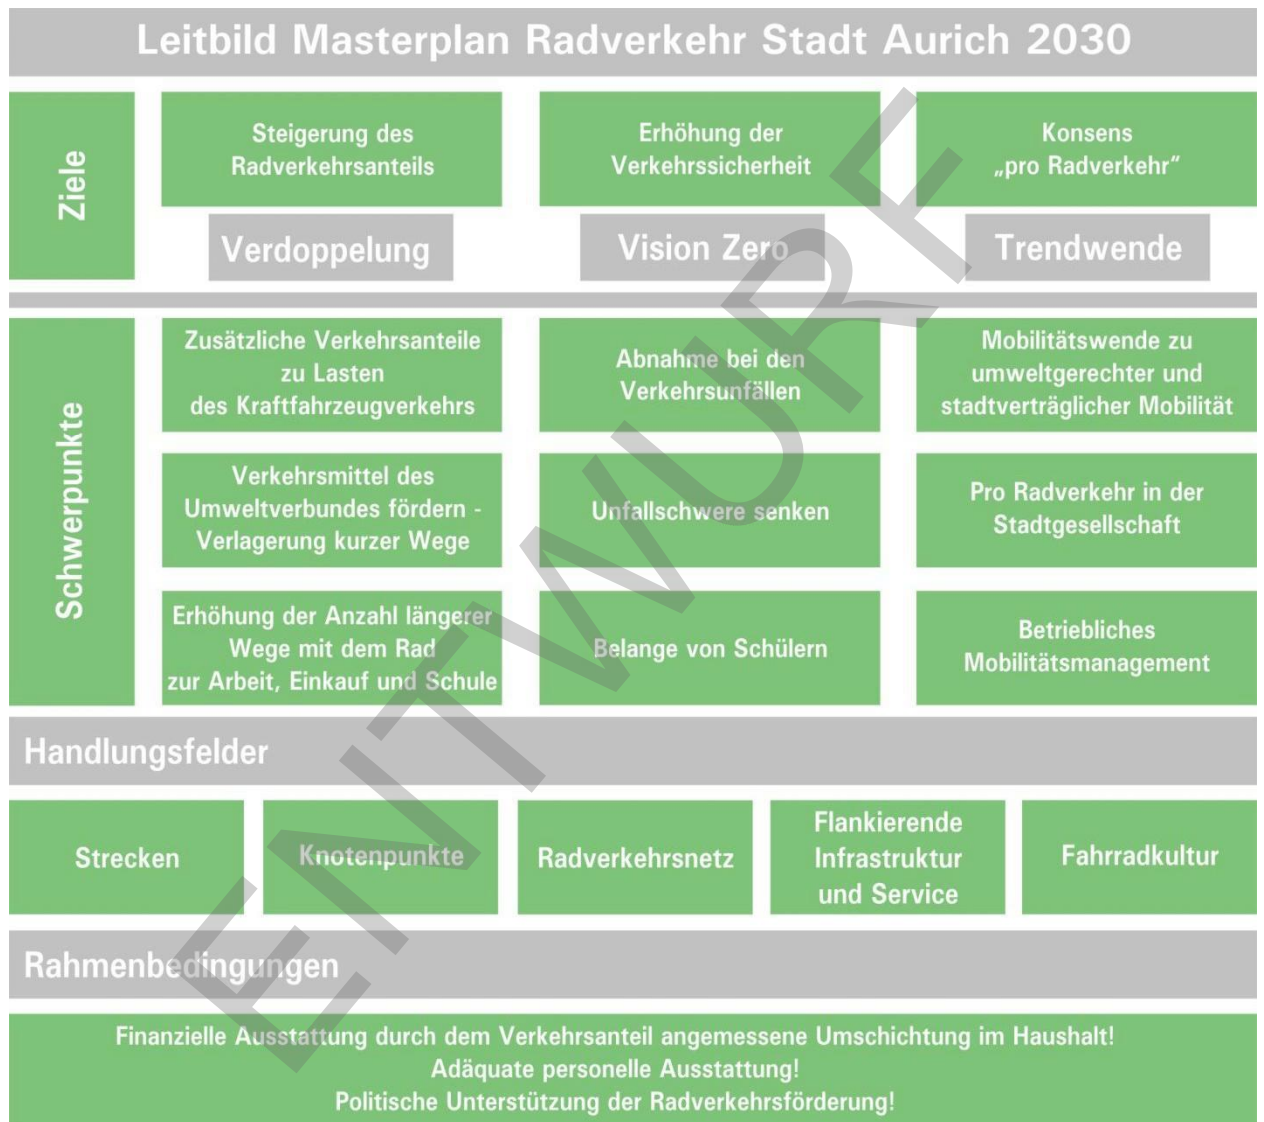 Leitbild Masterplan Radverkehr Stadt Aurich 2030
Ziele
Steigerung des
Radverkehrsanteils
Verdoppelung
Erhöhung der
Verkehrssicherheit
Vision Zero
Konsens
„pro Radverkehr“
Trendwende
Schwerpunkte
Zusätzliche Verkehrsanteile
zu Lasten
des Kraftfahrzeugverkehrs
Abnahme bei den
Verkehrsunfällen
Mobilitätswende zu
umweltgerechter und
stadtverträglicher Mobilität
Verkehrsmittel des
Umweltverbundes fördern -
Verlagerung kurzer Wege
Unfallschwere senken
Pro Radverkehr in der
Stadtgesellschaft
Erhöhung der Anzahl längerer
Wege mit dem Rad
zur Arbeit, Einkauf und Schule
Belange von Schülern
Betriebliches
Mobilitätsmanagement
Handlungsfelder
Strecken
Knotenpunkte
Radverkehrsnetz
Flankierende
Infrastruktur
und Service
Fahrradkultur
Rahmenbedingungen
Finanzielle Ausstattung durch dem Verkehrsanteil angemessene Umschichtung im Haushalt!
Adäquate personelle Ausstattung!
Politische Unterstützung der Radverkehrsförderung!
ENTWURF